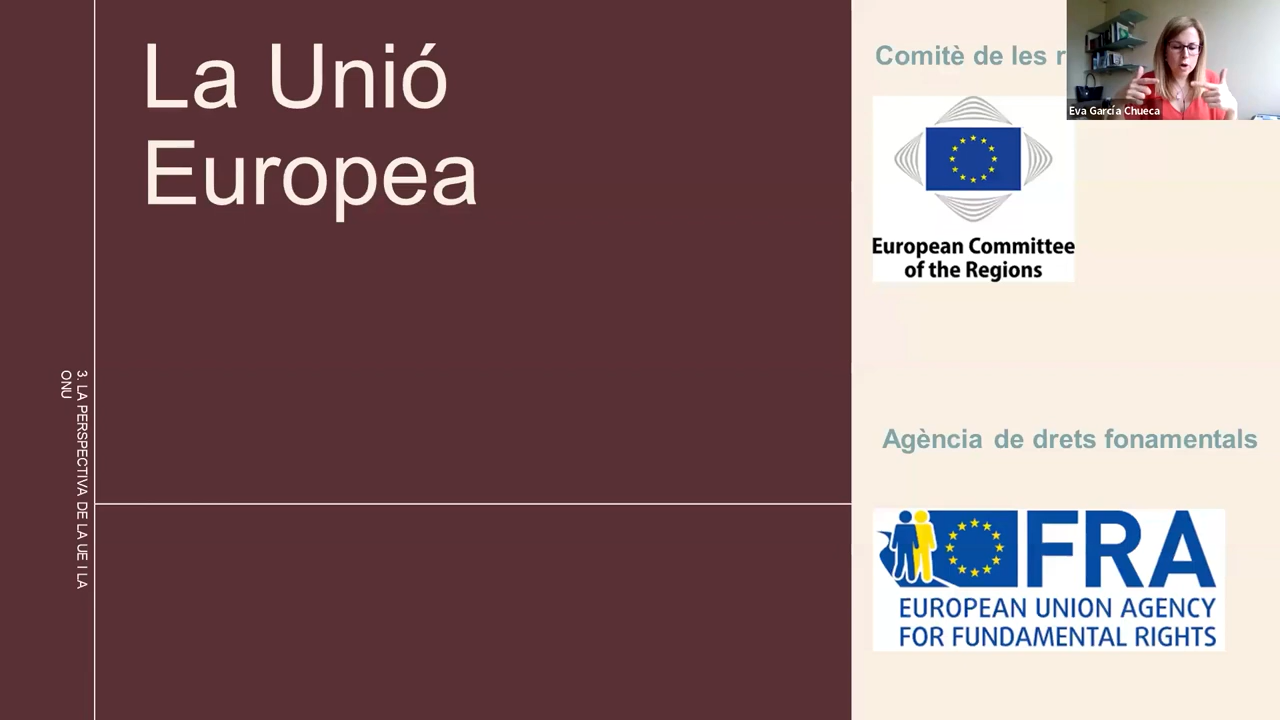 La Unió
Europea
3. LA PERSPECTIVA DE LA UE I LA
ONU
Comitè de les
Eva García Chueca
European Committee
of the Regions
Agència de drets fonamentals
FRA
EUROPEAN UNION AGENCY
FOR FUNDAMENTAL RIGHTS